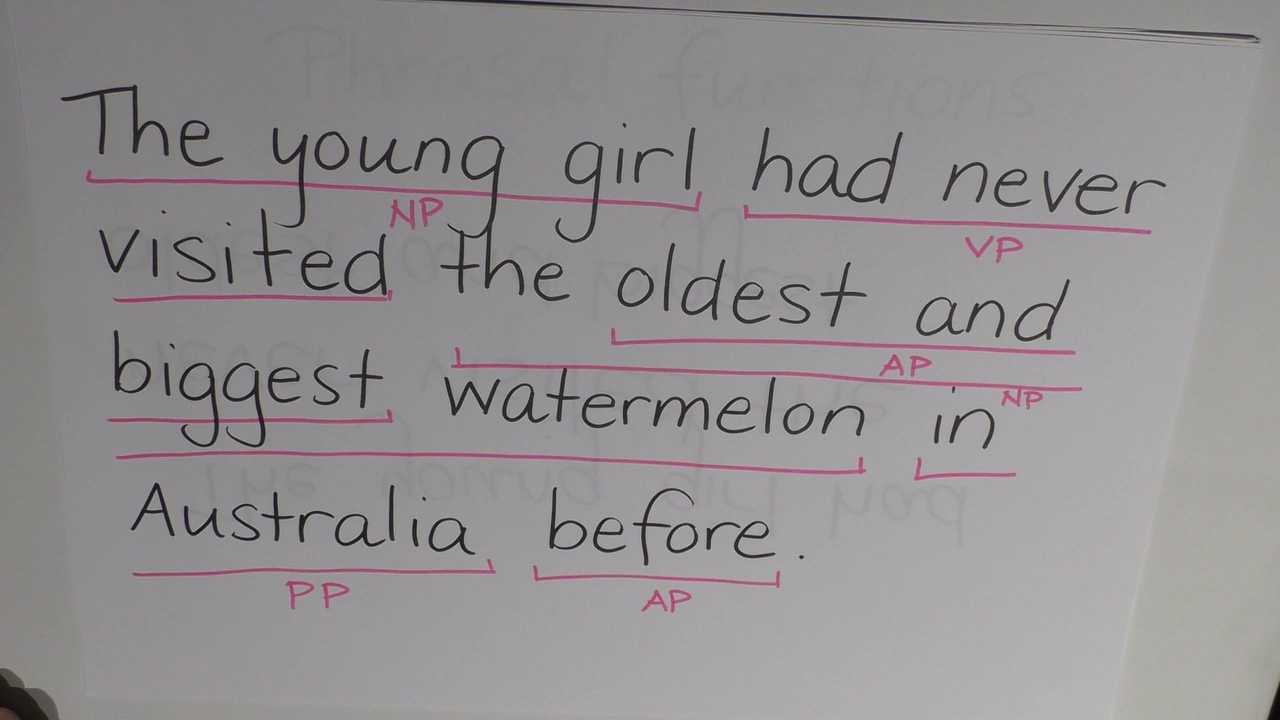 The young girl had never
NP VP
visited the oldest and
AP
NP
biggest watermelon in
Australia before.
PP AP